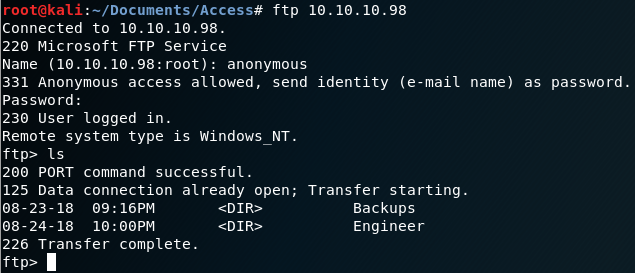 root@kali:~/Documents/Access# ftp 10.10.10.98
Connected to 10.10.10.98.
220 Microsoft FTP Service
Name (10.10.10.98:root): anonymous
331 Anonymous access allowed, send identity (e-mail name) as password.
Password:
230 User logged in.
Remote system type is Windows_NT.
ftp> ls
200 PORT command successful.
125 Data connection already open; Transfer starting.
08-23-18  09:16PM       <DIR>          Backups
08-24-18  10:00PM       <DIR>          Engineer
226 Transfer complete.
ftp>